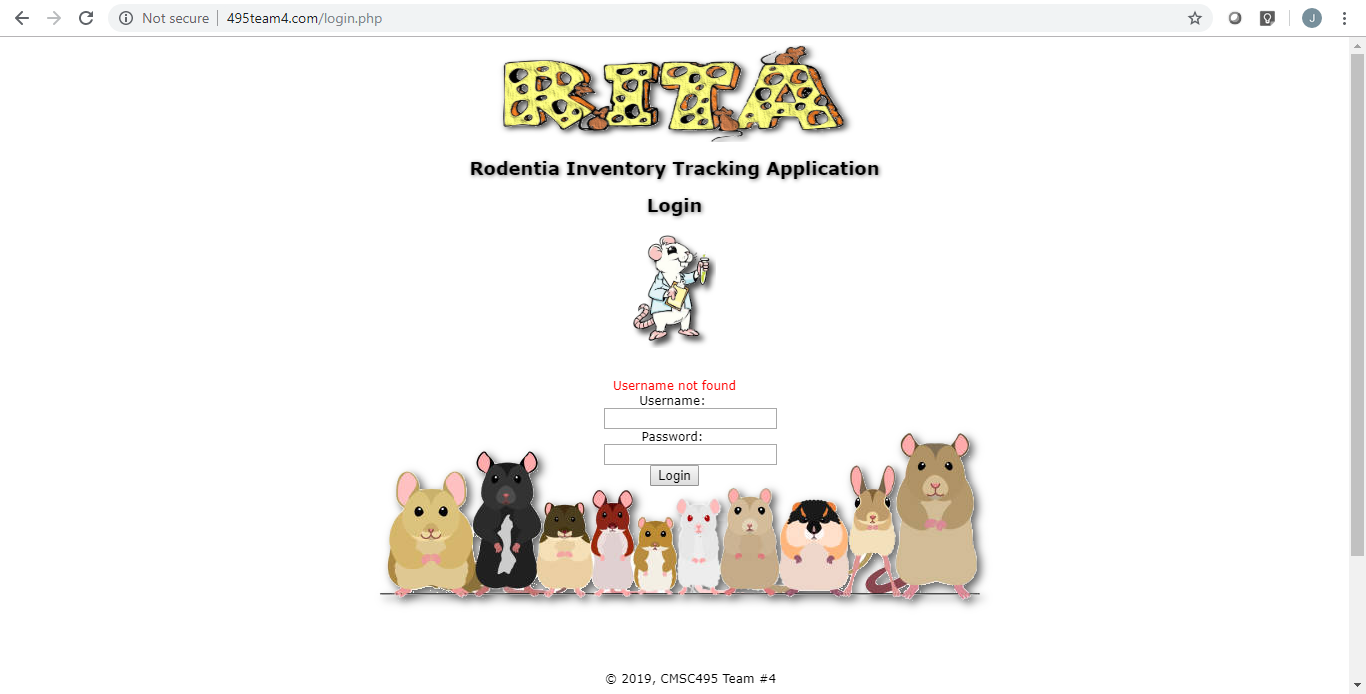 Not secure | 495team4.com/login.php
J
RITA
Rodentia Inventory Tracking Application
Login
Username not found
Username:
Password:
Login
© 2019, CMSC495 Team #4